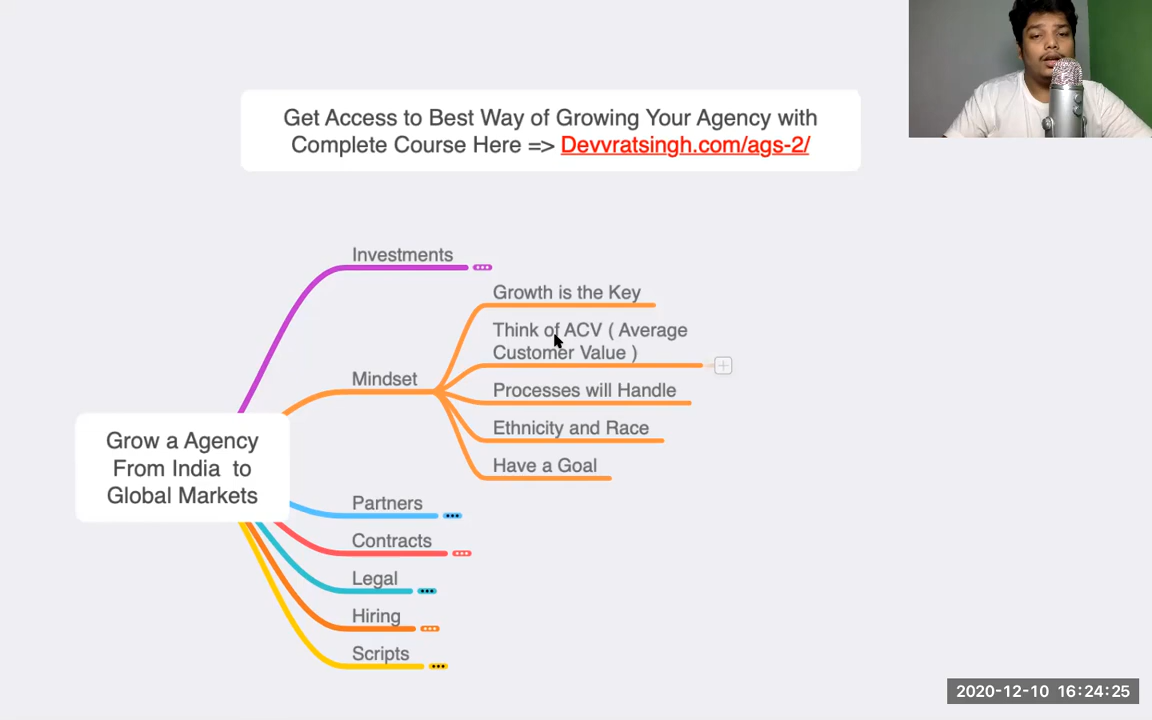 Get Access to Best Way of Growing Your Agency with
Complete Course Here => Devvratsingh.com/ags-2/
Investments
Growth is the Key
Think of ACV ( Average
Customer Value )
Mindset
Processes will Handle
Ethnicity and Race
Have a Goal
Grow a Agency
From India to
Global Markets
Partners
Contracts
Legal
Hiring
Scripts
2020-12-10 16:24:25